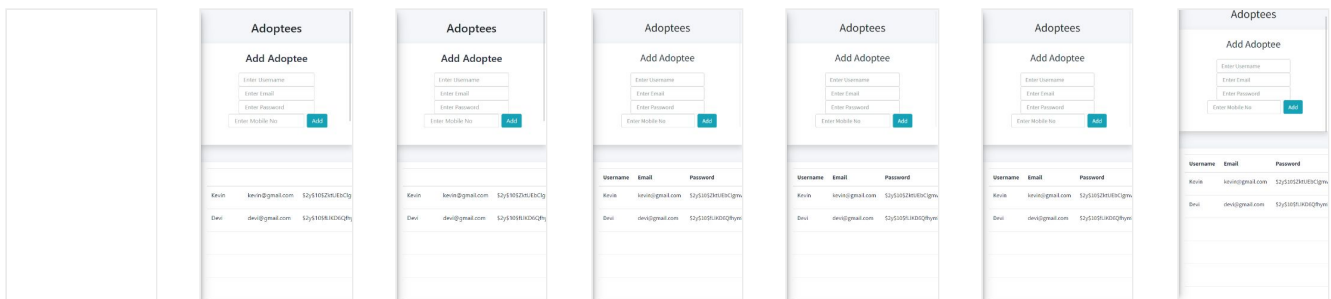 Adoptees
Add Adoptee
Enter Username
Enter Email
Enter Password
Enter Mobile No Add
Kevin kevin@gmail.com
Devi devi@gmail.com
Adoptees
Add Adoptee
Enter Username
Enter Email
Enter Password
Enter Mobile No Add
Kevin kevin@gmail.com
Devi devi@gmail.com
Adoptees
Add Adoptee
Enter Username
Enter Email
Enter Password
Enter Mobile No Add
Username Email Password
Kevin kevin@gmail.com
Devi devi@gmail.com
Adoptees
Add Adoptee
Enter Username
Enter Email
Enter Password
Enter Mobile No Add
Username Email Password
Kevin kevin@gmail.com
Devi devi@gmail.com
Adoptees
Add Adoptee
Enter Username
Enter Email
Enter Password
Enter Mobile No Add
Username Email Password
Kevin kevin@gmail.com
Devi devi@gmail.com
Adoptees
Add Adoptee
Enter Username
Enter Email
Enter Password
Enter Mobile No Add
Username Email Password
Kevin kevin@gmail.com
Devi devi@gmail.com